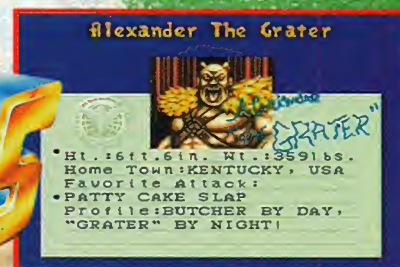 Alexander The Grater
"GRATER"
Ht.:6ft.6in. Wt.:359lbs.
Home Town:KENTUCKY, USA
Favorite Attack:
PATTY CAKE SLAP
Profile:BUTCHER BY DAY,
"GRATER" BY NIGHT!